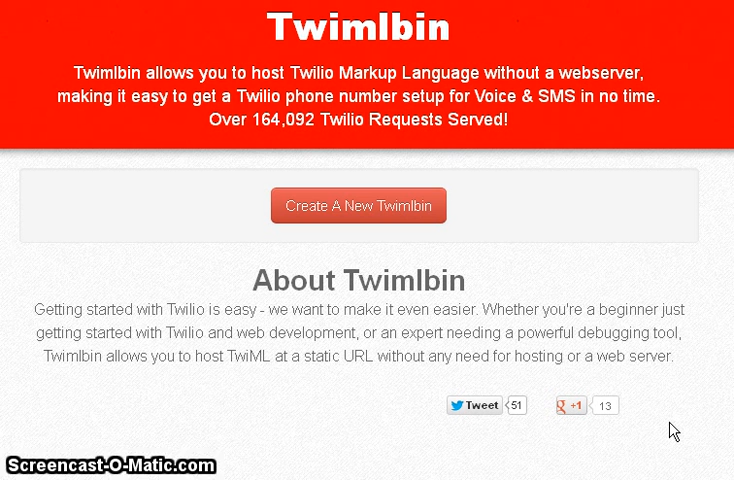 Twimlbin
Twimlbin allows you to host Twilio Markup Language without a webserver,
making it easy to get a Twilio phone number setup for Voice & SMS in no time.
Over 164,092 Twilio Requests Served!
Create A New Twimlbin
About Twimlbin
Getting started with Twilio is easy - we want to make it even easier. Whether you're a beginner just
getting started with Twilio and web development, or an expert needing a powerful debugging tool,
Twimlbin allows you to host TwiML at a static URL without any need for hosting or a web server.
Tweet 51 g +1 13
Screencast-O-Matic.com